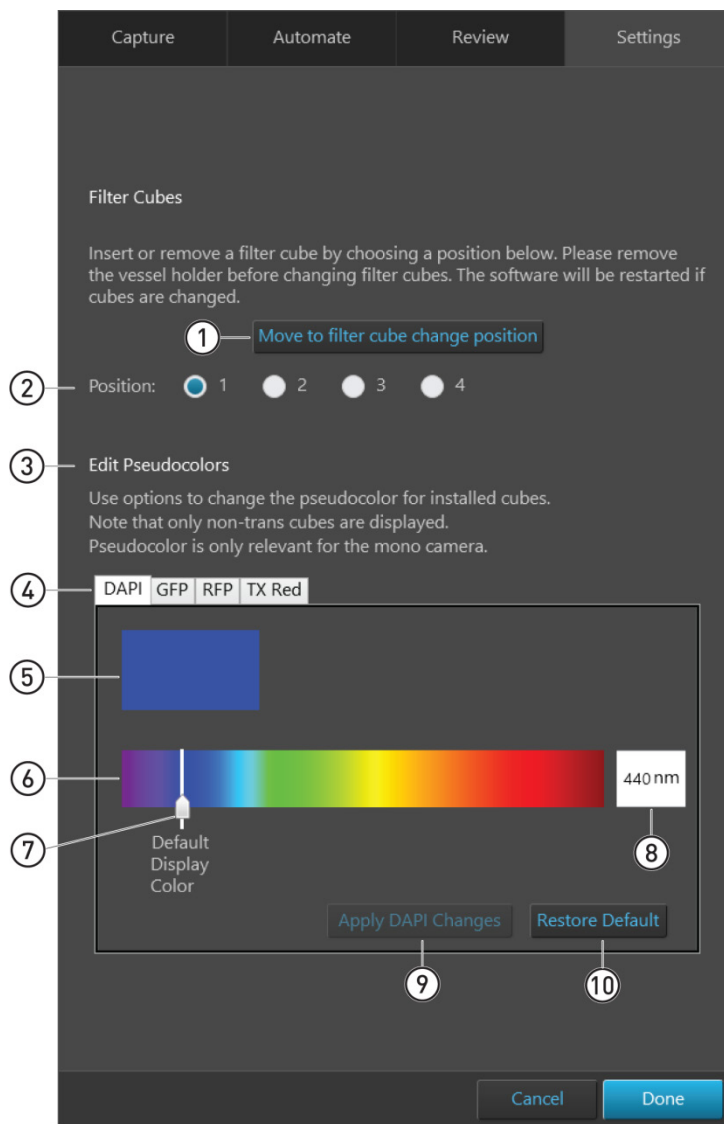 Capture Automate Review Settings
Filter Cubes
Insert or remove a filter cube by choosing a position below. Please remove
the vessel holder before changing filter cubes. The software will be restarted if
cubes are changed.
1 Move to filter cube change position
2 Position: 1 2 3 4
3 Edit Pseudocolors
Use options to change the pseudocolor for installed cubes.
Note that only non-trans cubes are displayed.
Pseudocolor is only relevant for the mono camera.
4 DAPI GFP RFP TX Red
5
6 440 nm
7 8
Default
Display
Color
Apply DAPI Changes Restore Default
9 10
Cancel Done